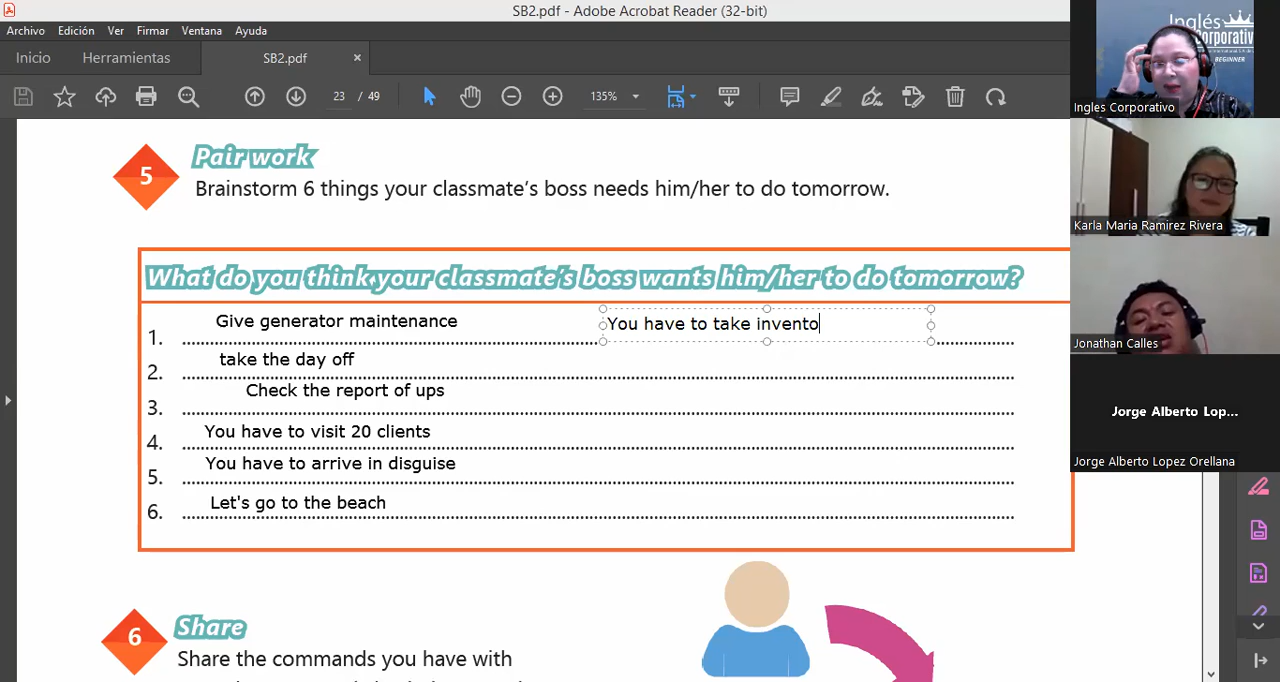 SB2.pdf - Adobe Acrobat Reader (32-bit)
Archivo Edición Ver Firmar Ventana Ayuda
Inicio Herramientas SB2.pdf ×
23 / 49 135%
Inglés
Corporativo
BEGINNER
Ingles Corporativo
Karla Maria Ramirez Rivera
Jonathan Calles
Jorge Alberto Lop...
Jorge Alberto Lopez Orellana
5 Pair work
Brainstorm 6 things your classmate's boss needs him/her to do tomorrow.
What do you think your classmate's boss wants him/her to do tomorrow?
1. Give generator maintenance You have to take invento
2. take the day off
3. Check the report of ups
4. You have to visit 20 clients
5. You have to arrive in disguise
6. Let's go to the beach
6 Share
Share the commands you have with